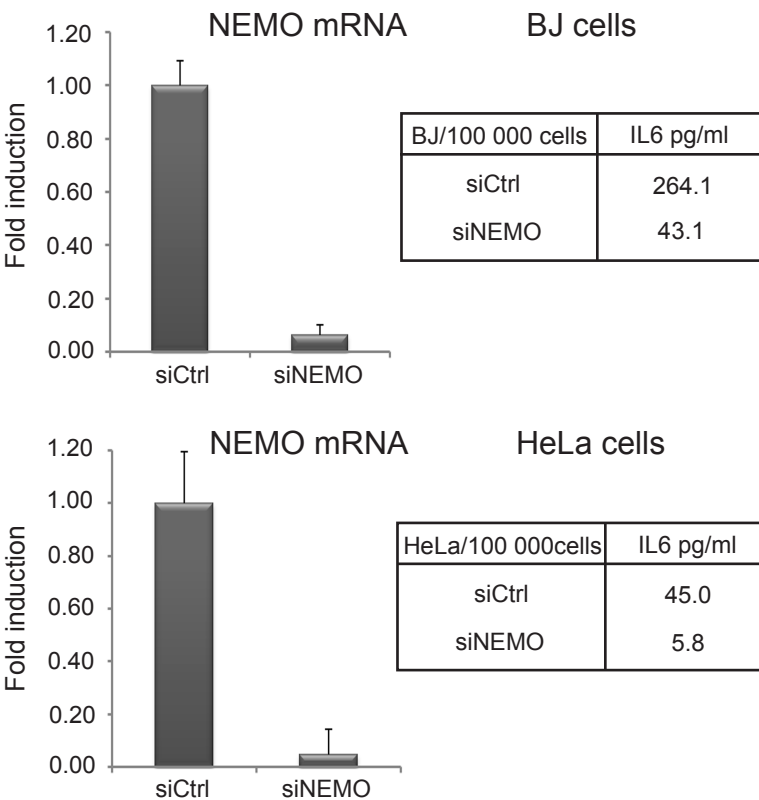 NEMO mRNA BJ cells
Fold induction
1.20
1.00
0.80
0.60
0.40
0.20
0.00
siCtrl siNEMO
BJ/100 000 cells IL6 pg/ml
siCtrl 264.1
siNEMO 43.1
NEMO mRNA HeLa cells
Fold induction
1.20
1.00
0.80
0.60
0.40
0.20
0.00
siCtrl siNEMO
HeLa/100 000cells IL6 pg/ml
siCtrl 45.0
siNEMO 5.8